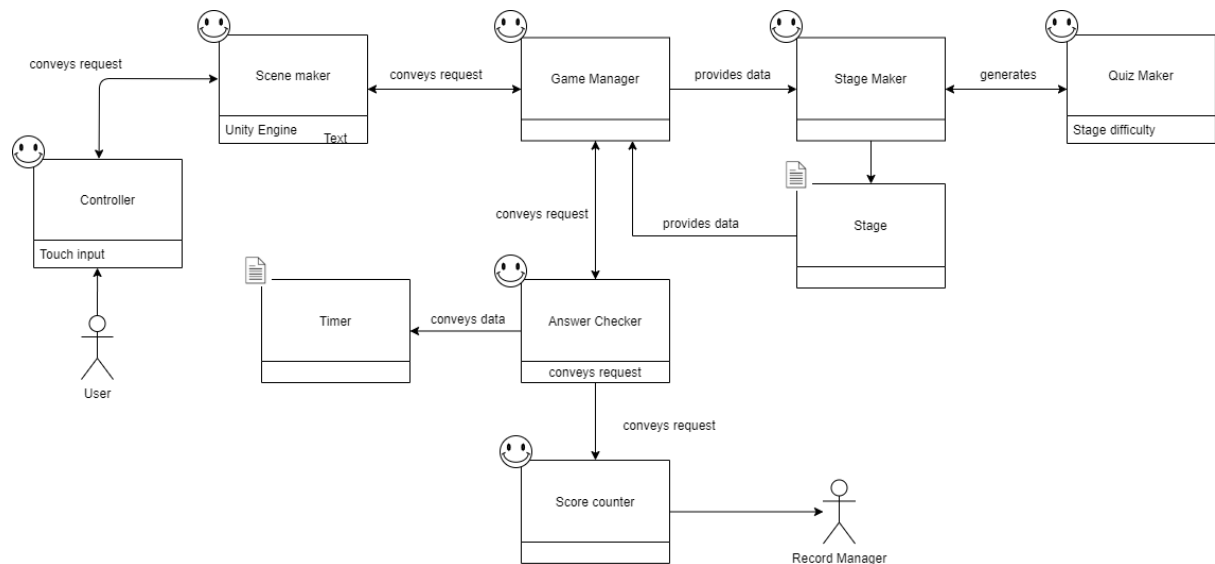 conveys request
Scene maker
Unity Engine
Text
conveys request
Game Manager
provides data
Stage Maker
generates
Quiz Maker
Stage difficulty
Controller
Touch input
User
conveys request
provides data
Stage
Timer
conveys data
Answer Checker
conveys request
conveys request
Score counter
Record Manager